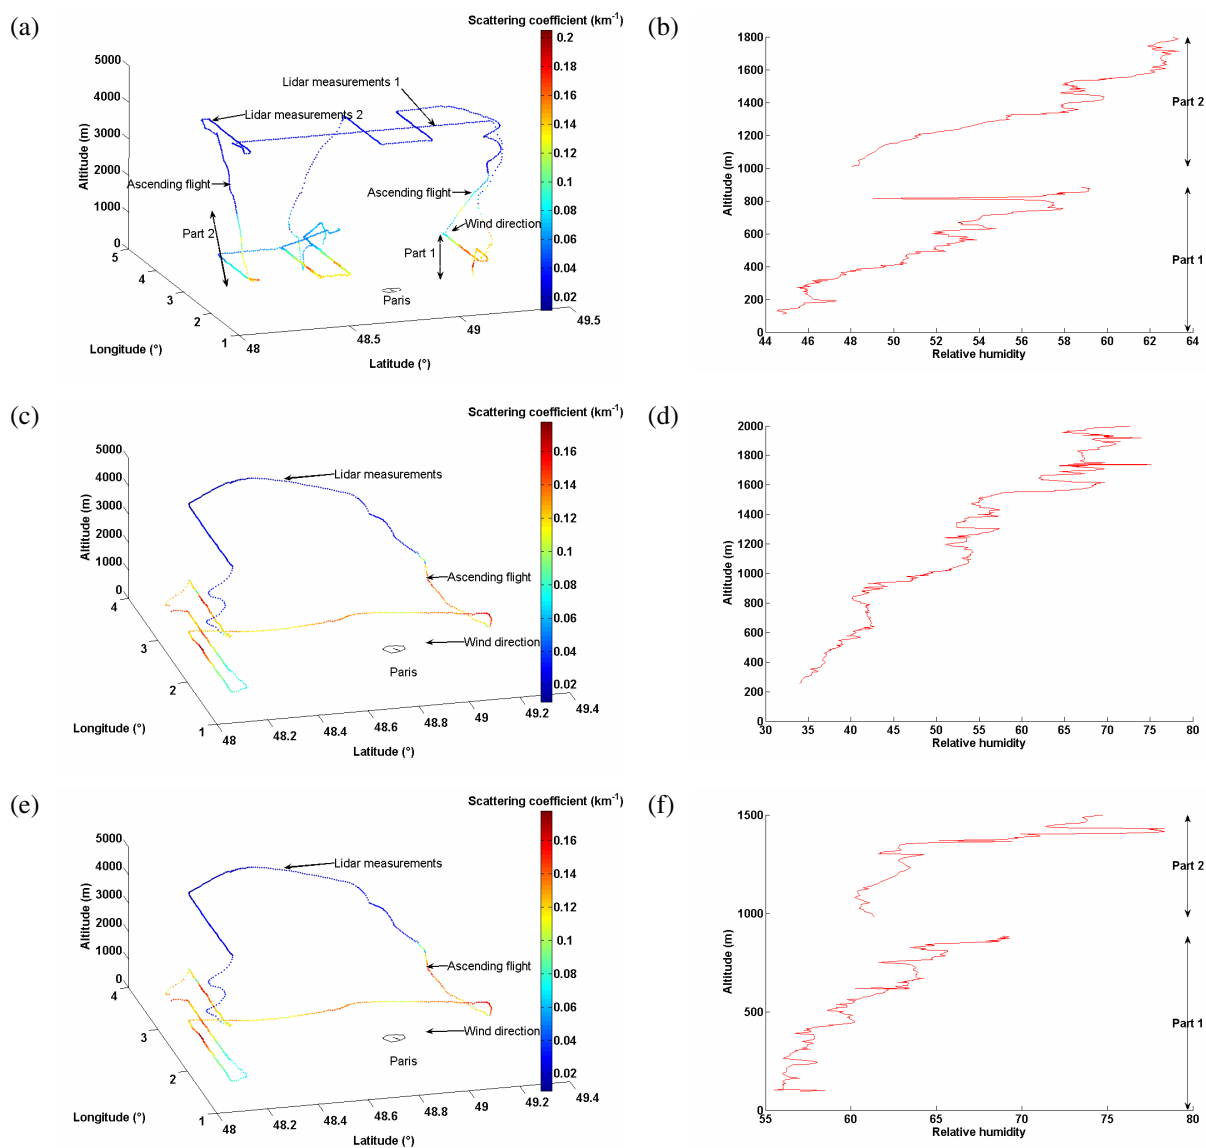 (a)
Scattering coefficient (km⁻¹)
0.2
0.18
0.16
0.14
0.12
0.1
0.08
0.06
0.04
0.02
5000
4000
3000
2000
1000
0
Altitude (m)
Lidar measurements 1
Lidar measurements 2
Ascending flight
Ascending flight
Wind direction
Part 2
Part 1
Paris
5
4
3
2
1
Longitude (°)
48
48.5
49
49.5
Latitude (°)
(b)
1800
1600
1400
1200
1000
800
600
400
200
0
Altitude (m)
Part 2
Part 1
44 46 48 50 52 54 56 58 60 62 64
Relative humidity
(c)
Scattering coefficient (km⁻¹)
0.16
0.14
0.12
0.1
0.08
0.06
0.04
0.02
5000
4000
3000
2000
1000
0
Altitude (m)
Lidar measurements
Ascending flight
Wind direction
Paris
4
3
2
1
Longitude (°)
48
48.2
48.4
48.6
48.8
49
49.2
49.4
Latitude (°)
(d)
2000
1800
1600
1400
1200
1000
800
600
400
200
0
Altitude (m)
30 35 40 45 50 55 60 65 70 75 80
Relative humidity
(e)
Scattering coefficient (km⁻¹)
0.16
0.14
0.12
0.1
0.08
0.06
0.04
0.02
5000
4000
3000
2000
1000
0
Altitude (m)
Lidar measurements
Ascending flight
Wind direction
Paris
4
3
2
1
Longitude (°)
48
48.2
48.4
48.6
48.8
49
49.2
49.4
Latitude (°)
(f)
1500
1000
500
0
Altitude (m)
Part 2
Part 1
55 60 65 70 75 80
Relative humidity